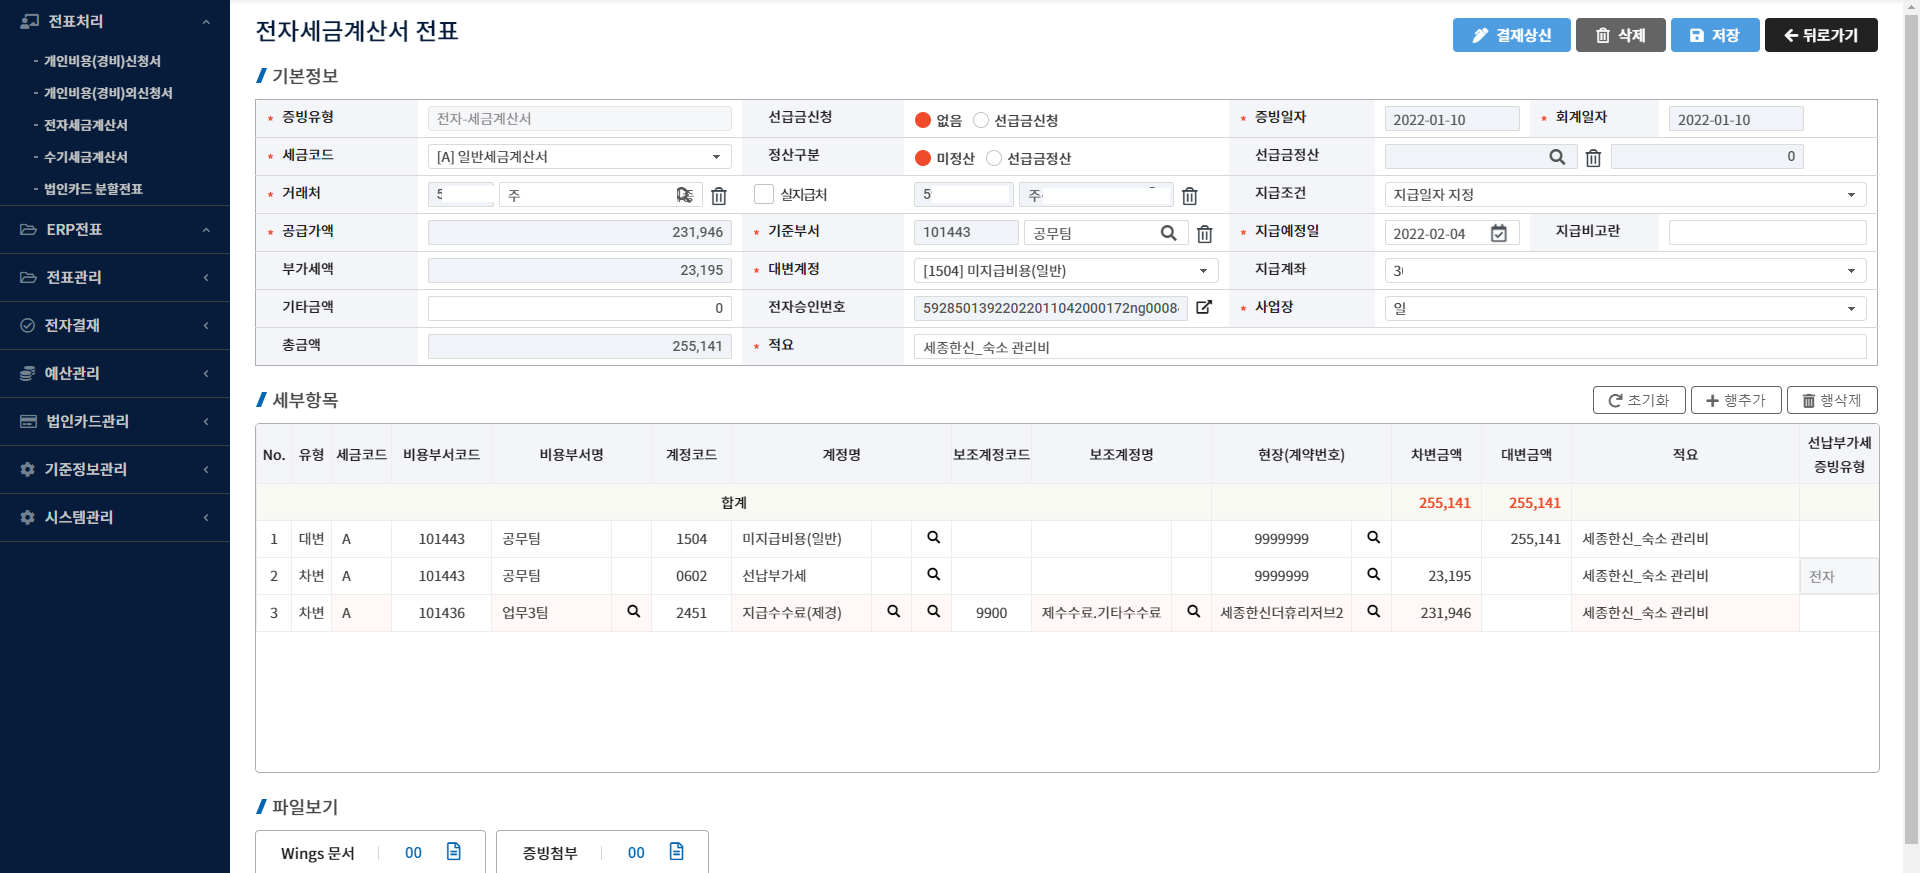 전표처리
- 개인비용(경비)신청서
- 개인비용(경비)외신청서
- 전자세금계산서
- 수기세금계산서
- 법인카드 분할전표
ERP전표
전표관리
전자결재
예산관리
법인카드관리
기준정보관리
시스템관리
전자세금계산서 전표
결재상신 삭제 저장 뒤로가기
기본정보
* 증빙유형 전자-세금계산서 선급금신청 없음 선급금신청 * 증빙일자 2022-01-10 * 회계일자 2022-01-10
* 세금코드 [A] 일반세금계산서 정산구분 미정산 선급금정산 선급금정산 0
* 거래처 5 주 실지급처 5 주 지급조건 지급일자 지정
* 공급가액 231,946 * 기준부서 101443 공무팀 * 지급예정일 2022-02-04 지급비고란
부가세액 23,195 * 대변계정 [1504] 미지급비용(일반) 지급계좌 3
기타금액 0 전자승인번호 59285013922022011042000172ng0008 * 사업장 일
총금액 255,141 * 적요 세종한신_숙소 관리비
세부항목
초기화 행추가 행삭제
No. 유형 세금코드 비용부서코드 비용부서명 계정코드 계정명 보조계정코드 보조계정명 현장(계약번호) 차변금액 대변금액 적요 선납부가세
증빙유형
합계 255,141 255,141
1 대변 A 101443 공무팀 1504 미지급비용(일반) 9999999 255,141 세종한신_숙소 관리비
2 차변 A 101443 공무팀 0602 선납부가세 9999999 23,195 세종한신_숙소 관리비 전자
3 차변 A 101436 업무3팀 2451 지급수수료(제경) 9900 제수수료.기타수수료 세종한신더휴리저브2 231,946 세종한신_숙소 관리비
파일보기
Wings 문서 00 증빙첨부 00